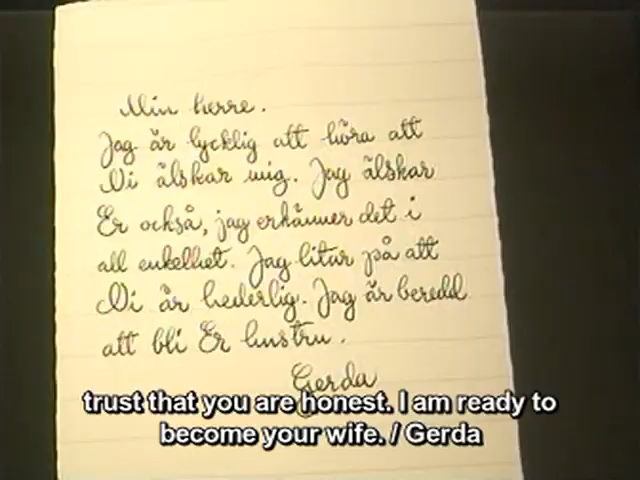 Min herre.
Jag är lycklig att höra att
Ni älskar mig. Jag älskar
Er också, jag erkänner det i
all enkelhet. Jag litar på att
Ni är hederlig. Jag är beredd
att bli Er hustru.
Gerda
trust that you are honest. I am ready to
become your wife. / Gerda